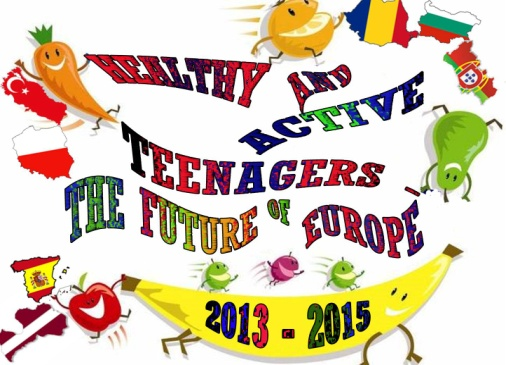 HEALTHY AND
ACTIVE
TEENAGERS
THE FUTURE OF EUROPE
2013 - 2015